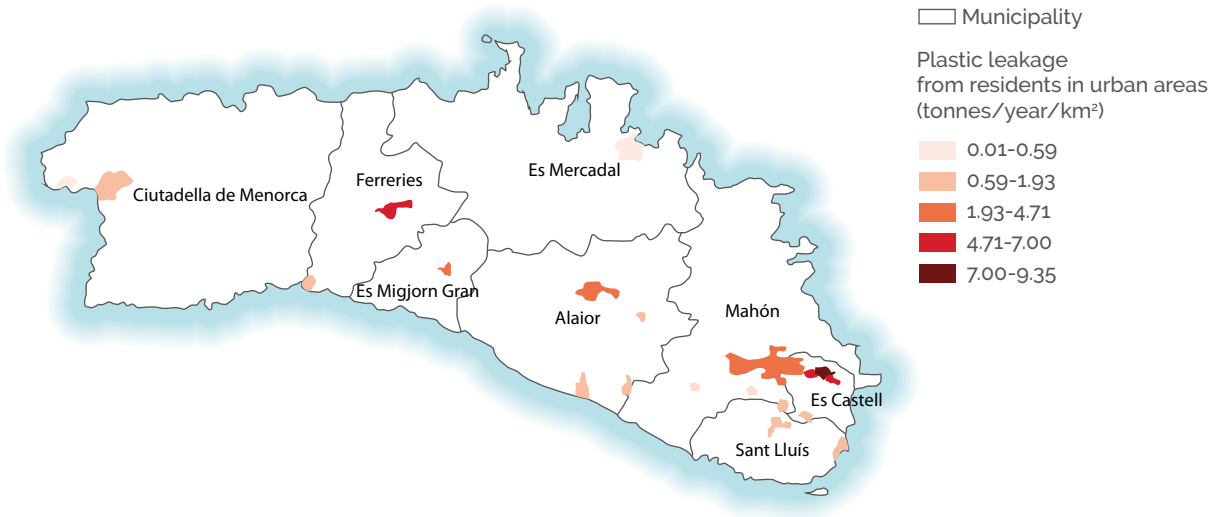 Municipality
Plastic leakage
from residents in urban areas
(tonnes/year/km²)
0.01-0.59
0.59-1.93
1.93-4.71
4.71-7.00
7.00-9.35
Es Mercadal
Ferreries
Ciutadella de Menorca
Es Migjorn Gran
Mahón
Alaior
Es Castell
Sant Lluís